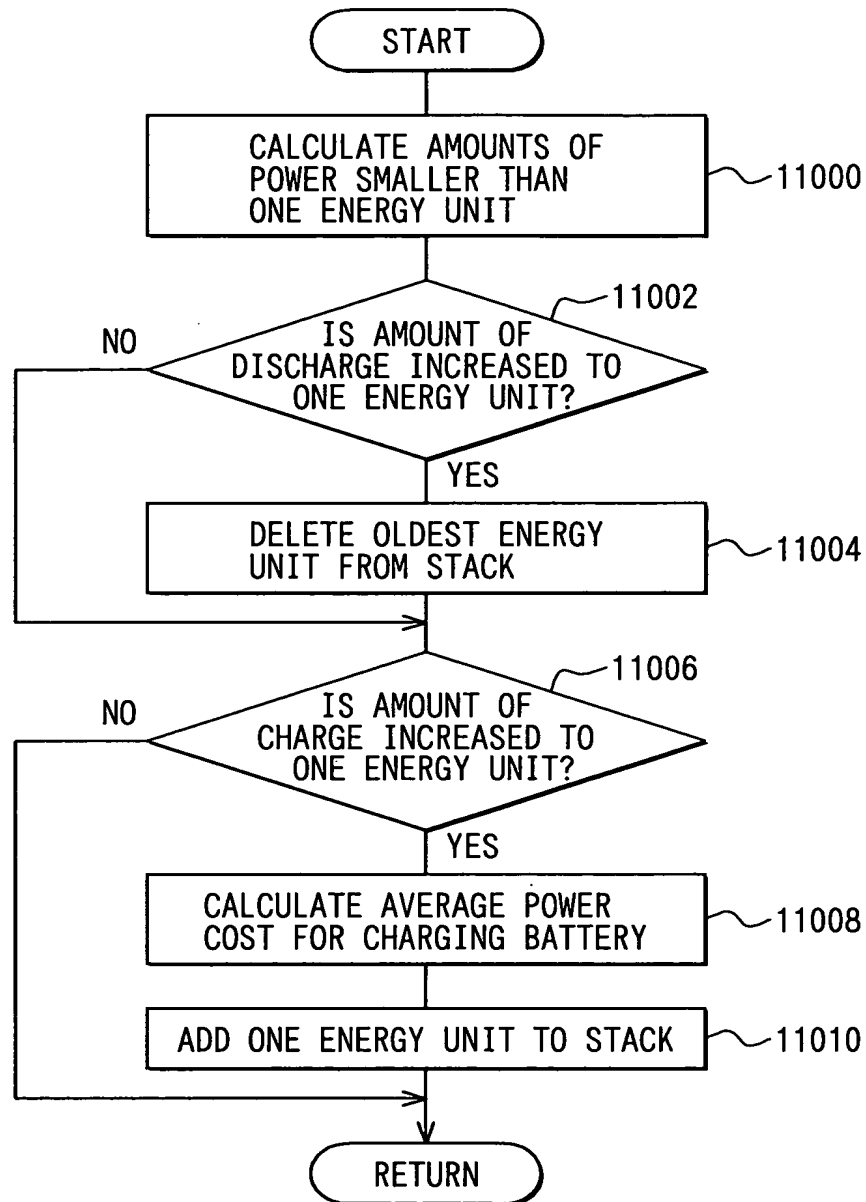 START
CALCULATE AMOUNTS OF
POWER SMALLER THAN
ONE ENERGY UNIT
11000
11002
IS AMOUNT OF
DISCHARGE INCREASED TO
ONE ENERGY UNIT?
NO
YES
DELETE OLDEST ENERGY
UNIT FROM STACK
11004
11006
IS AMOUNT OF
CHARGE INCREASED TO
ONE ENERGY UNIT?
NO
YES
CALCULATE AVERAGE POWER
COST FOR CHARGING BATTERY
11008
ADD ONE ENERGY UNIT TO STACK
11010
RETURN